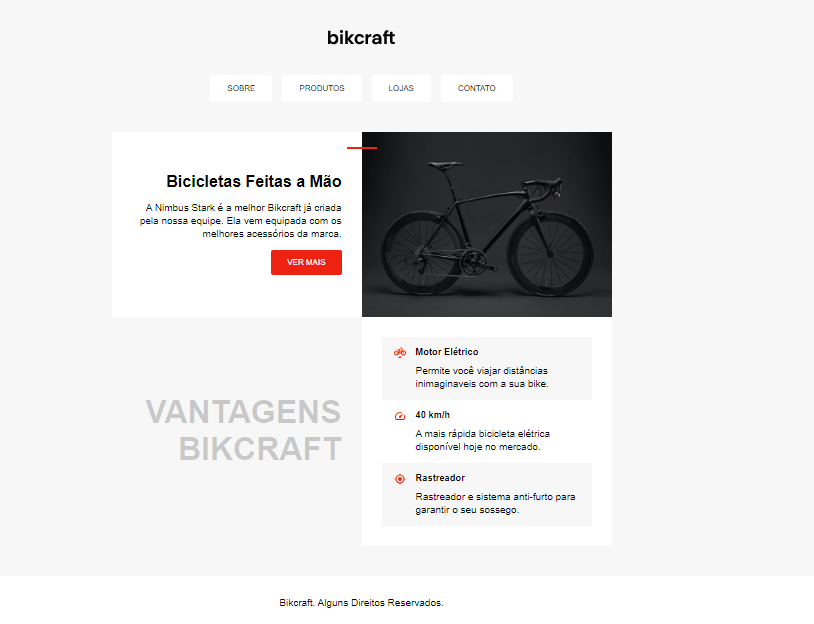 bikcraft
SOBRE PRODUTOS LOJAS CONTATO
Bicicletas Feitas a Mão
A Nimbus Stark é a melhor Bikcraft já criada
pela nossa equipe. Ela vem equipada com os
melhores acessórios da marca.
VER MAIS
VANTAGENS
BIKCRAFT
Motor Elétrico
Permite você viajar distâncias
inimaginaveis com a sua bike.
40 km/h
A mais rápida bicicleta elétrica
disponível hoje no mercado.
Rastreador
Rastreador e sistema anti-furto para
garantir o seu sossego.
Bikcraft. Alguns Direitos Reservados.